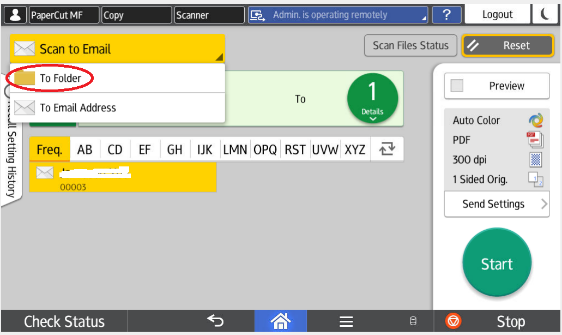 PaperCut MF Copy Scanner Admin. is operating remotely ? Logout
Scan to Email Scan Files Status Reset
To Folder
To Email Address
To 1
Details
Setting History
Freq. AB CD EF GH IJK LMN OPQ RST UVW XYZ
00003
Preview
Auto Color
PDF
300 dpi
1 Sided Orig.
Send Settings
Start
Check Status Stop